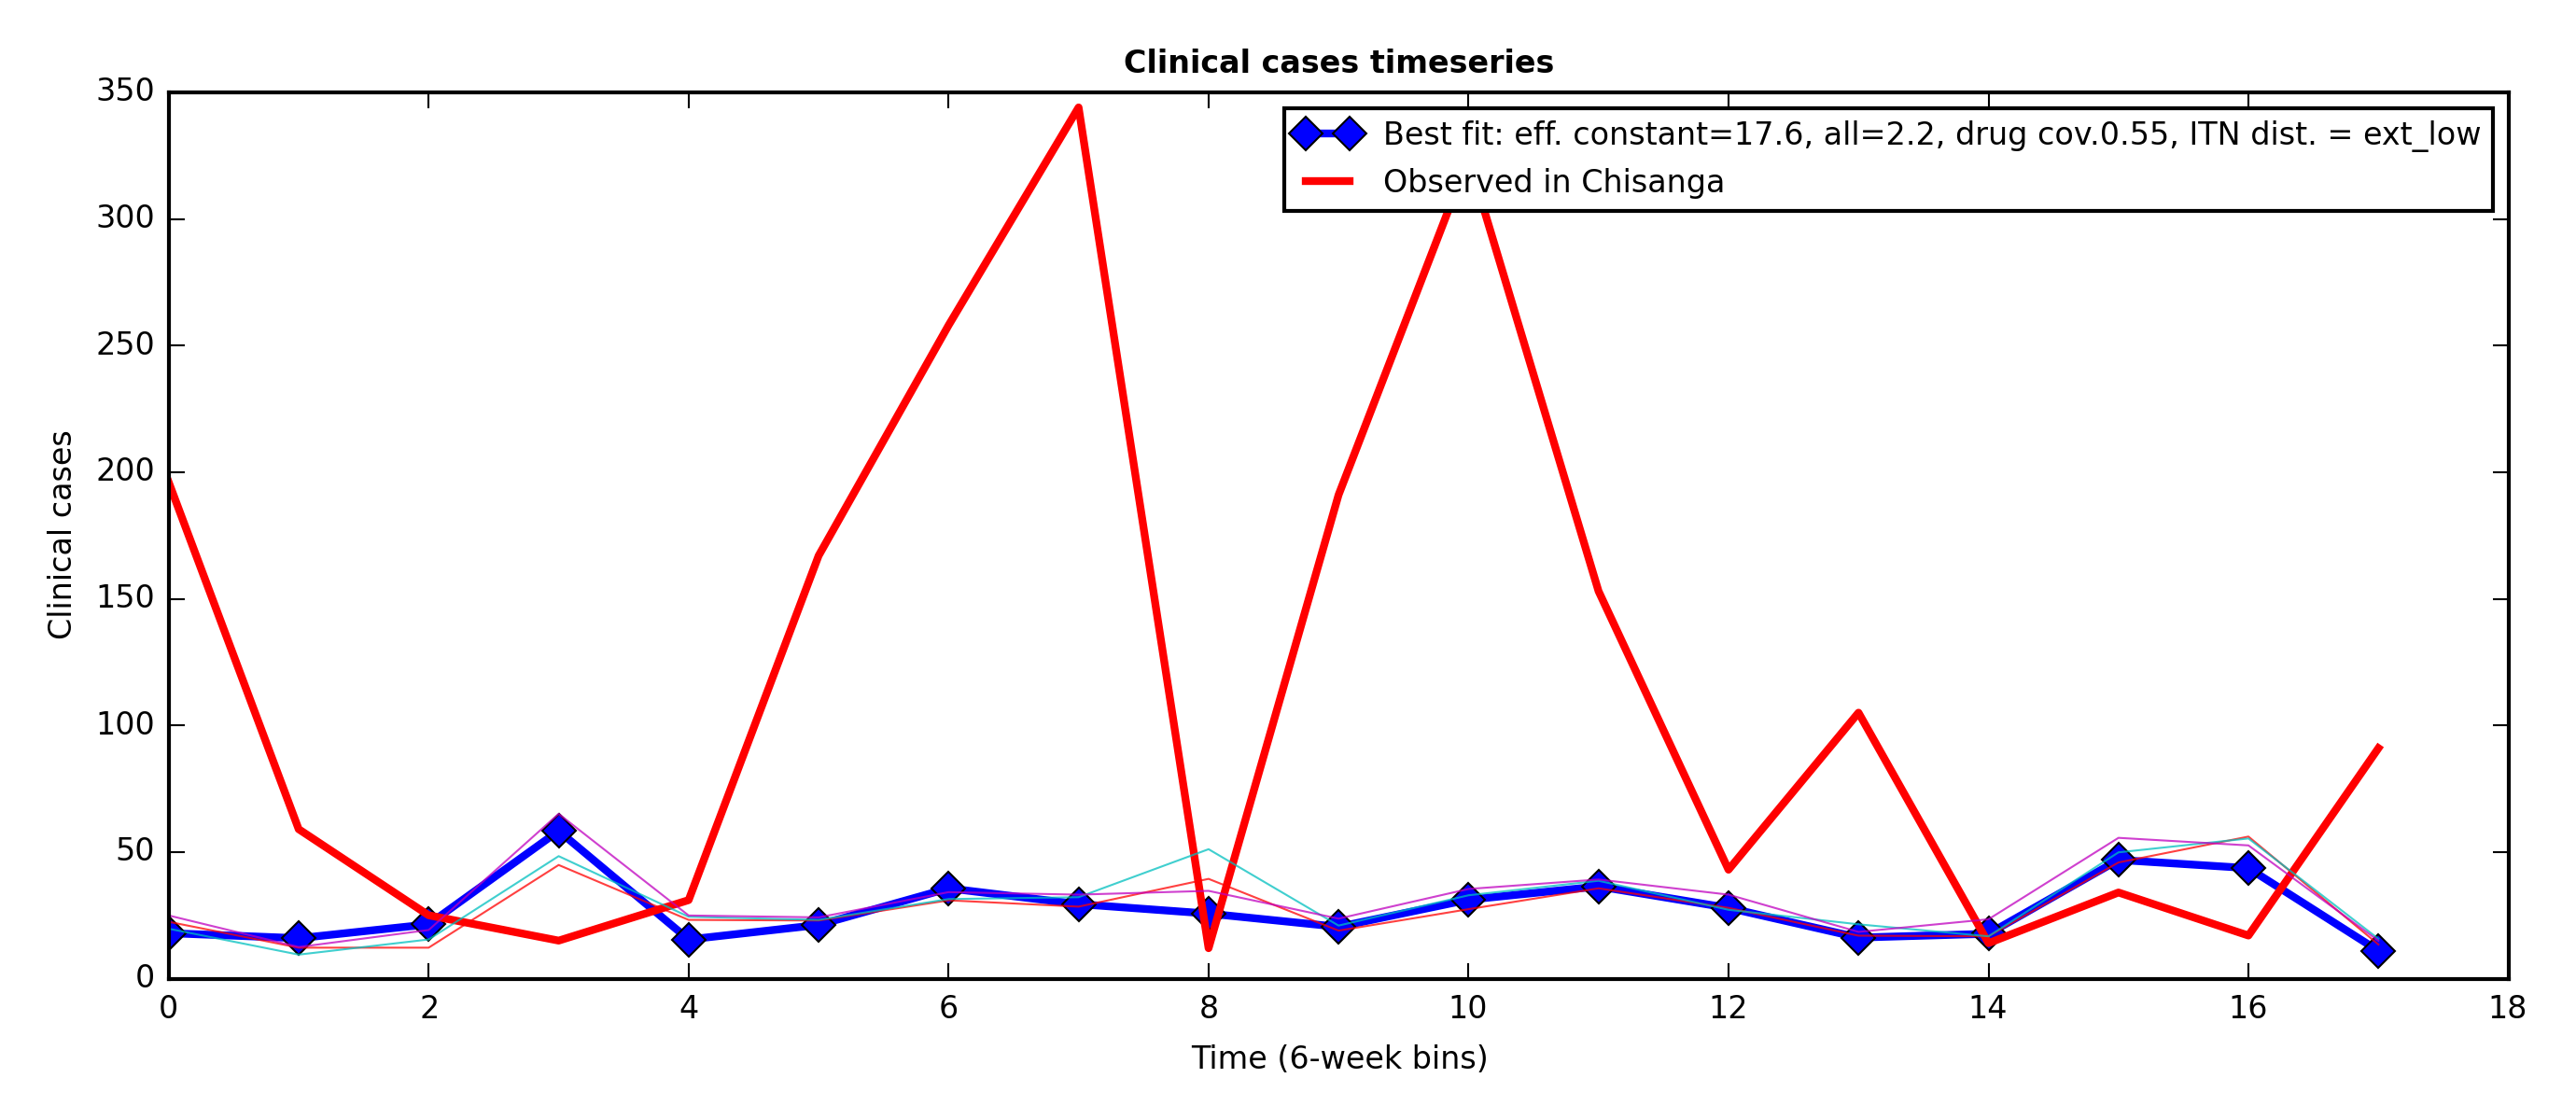 Clinical cases timeseries
350
300
250
200
150
100
50
0
Clinical cases
Best fit: eff. constant=17.6, all=2.2, drug cov.0.55, ITN dist. = ext_low
Observed in Chisanga
0 2 4 6 8 10 12 14 16 18
Time (6-week bins)